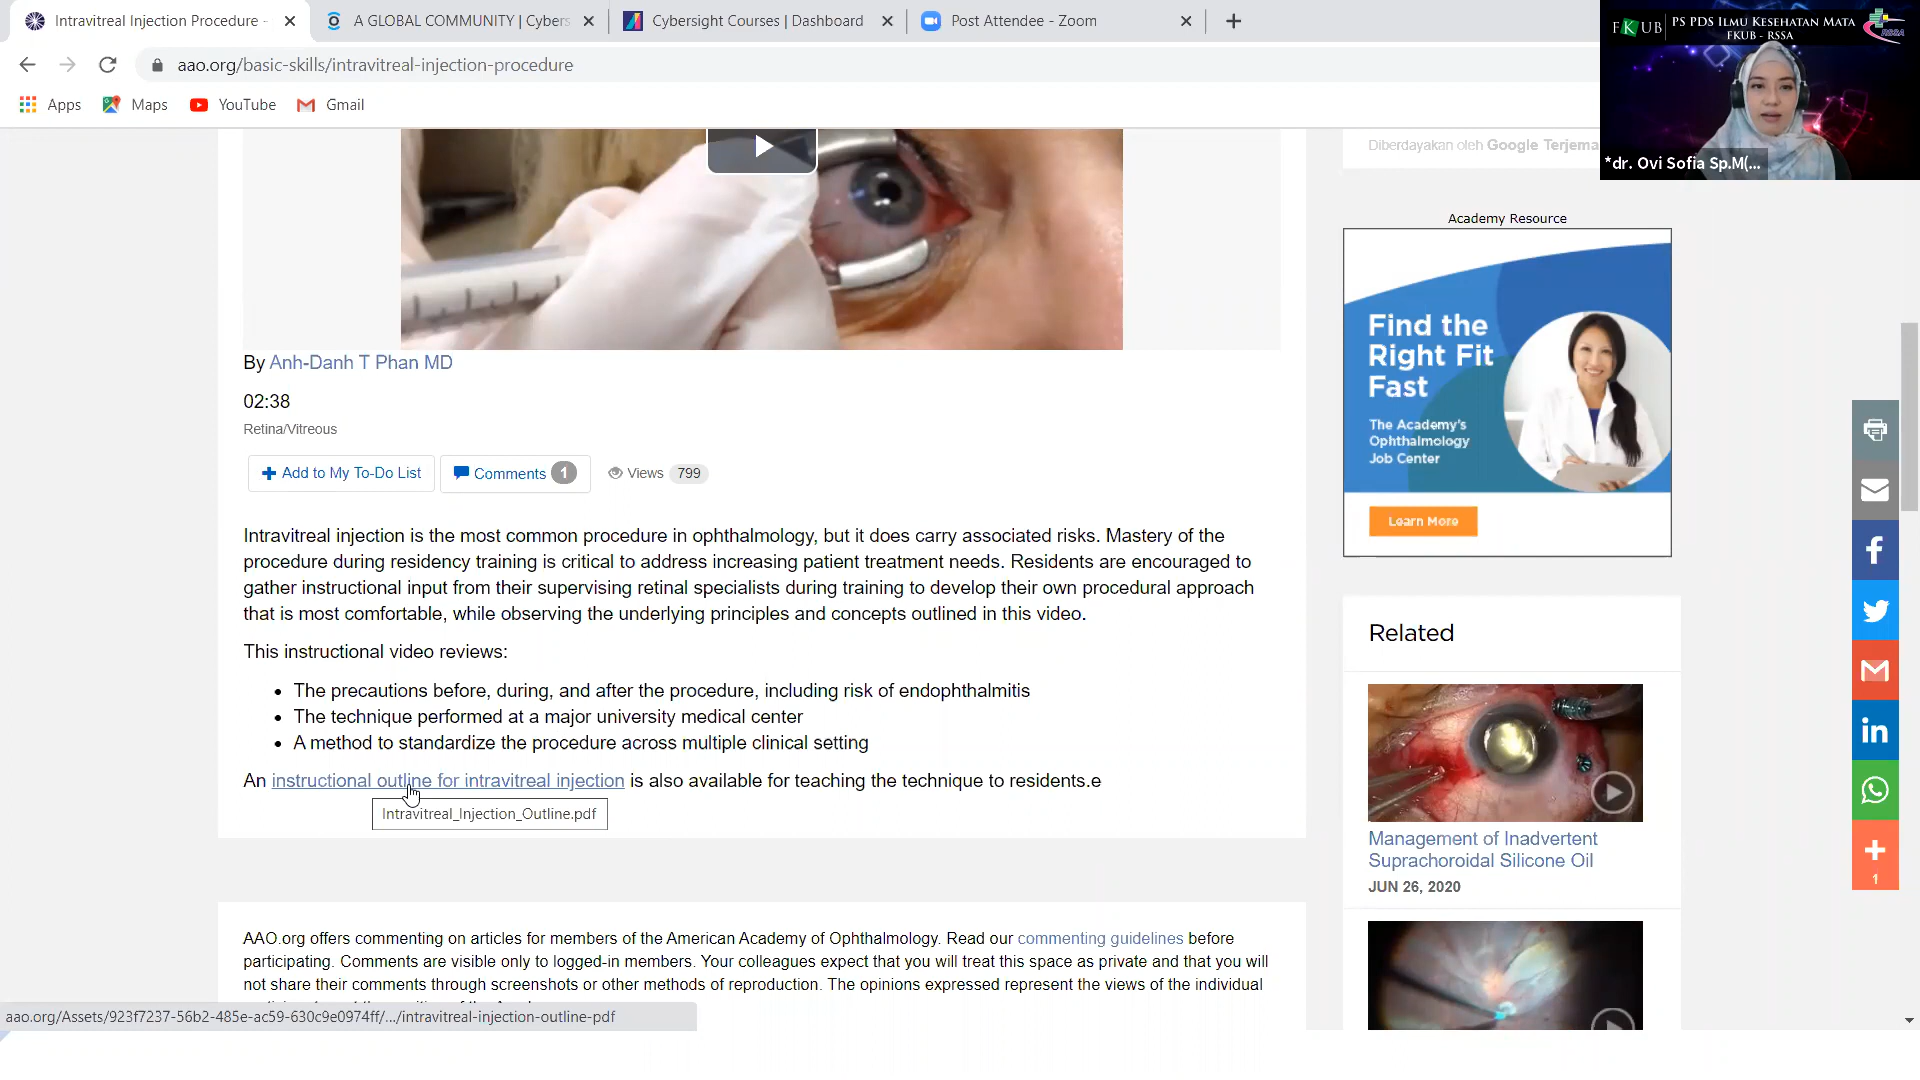 Intravitreal Injection Procedure -
A GLOBAL COMMUNITY | Cybers
Cybersight Courses | Dashboard
Post Attendee - Zoom
aao.org/basic-skills/intravitreal-injection-procedure
Apps
Maps
YouTube
Gmail
FKUB
PS PDS Ilmu Kesehatan Mata
FKUB - RSSA
RSSA
*dr. Ovi Sofia Sp.M(...
Diberdayakan oleh Google Terjema
By Anh-Danh T Phan MD
02:38
Retina/Vitreous
Add to My To-Do List
Comments 1
Views 799
Intravitreal injection is the most common procedure in ophthalmology, but it does carry associated risks. Mastery of the
procedure during residency training is critical to address increasing patient treatment needs. Residents are encouraged to
gather instructional input from their supervising retinal specialists during training to develop their own procedural approach
that is most comfortable, while observing the underlying principles and concepts outlined in this video.
This instructional video reviews:
• The precautions before, during, and after the procedure, including risk of endophthalmitis
• The technique performed at a major university medical center
• A method to standardize the procedure across multiple clinical setting
An instructional outline for intravitreal injection is also available for teaching the technique to residents.e
Intravitreal_Injection_Outline.pdf
AAO.org offers commenting on articles for members of the American Academy of Ophthalmology. Read our commenting guidelines before
participating. Comments are visible only to logged-in members. Your colleagues expect that you will treat this space as private and that you will
not share their comments through screenshots or other methods of reproduction. The opinions expressed represent the views of the individual
aao.org/Assets/923f7237-56b2-485e-ac59-630c9e0974ff/.../intravitreal-injection-outline-pdf
Academy Resource
Find the
Right Fit
Fast
The Academy's
Ophthalmology
Job Center
Learn More
Related
Management of Inadvertent
Suprachoroidal Silicone Oil
JUN 26, 2020
1